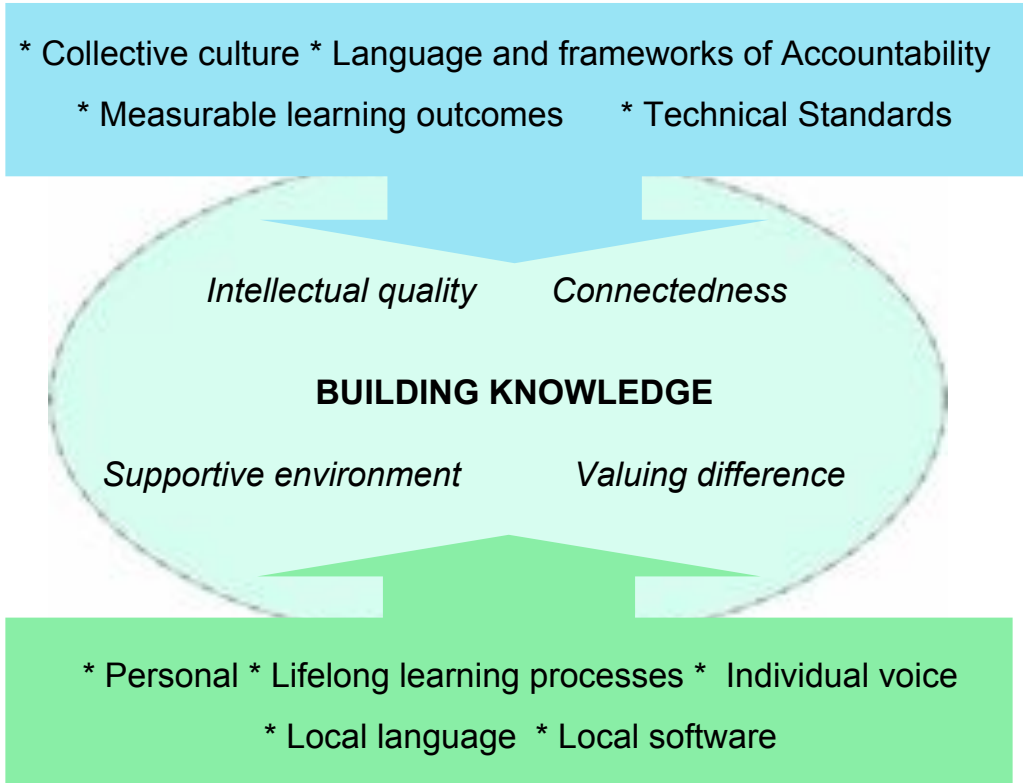 * Collective culture * Language and frameworks of Accountability
* Measurable learning outcomes * Technical Standards
Intellectual quality Connectedness
BUILDING KNOWLEDGE
Supportive environment Valuing difference
* Personal * Lifelong learning processes * Individual voice
* Local language * Local software